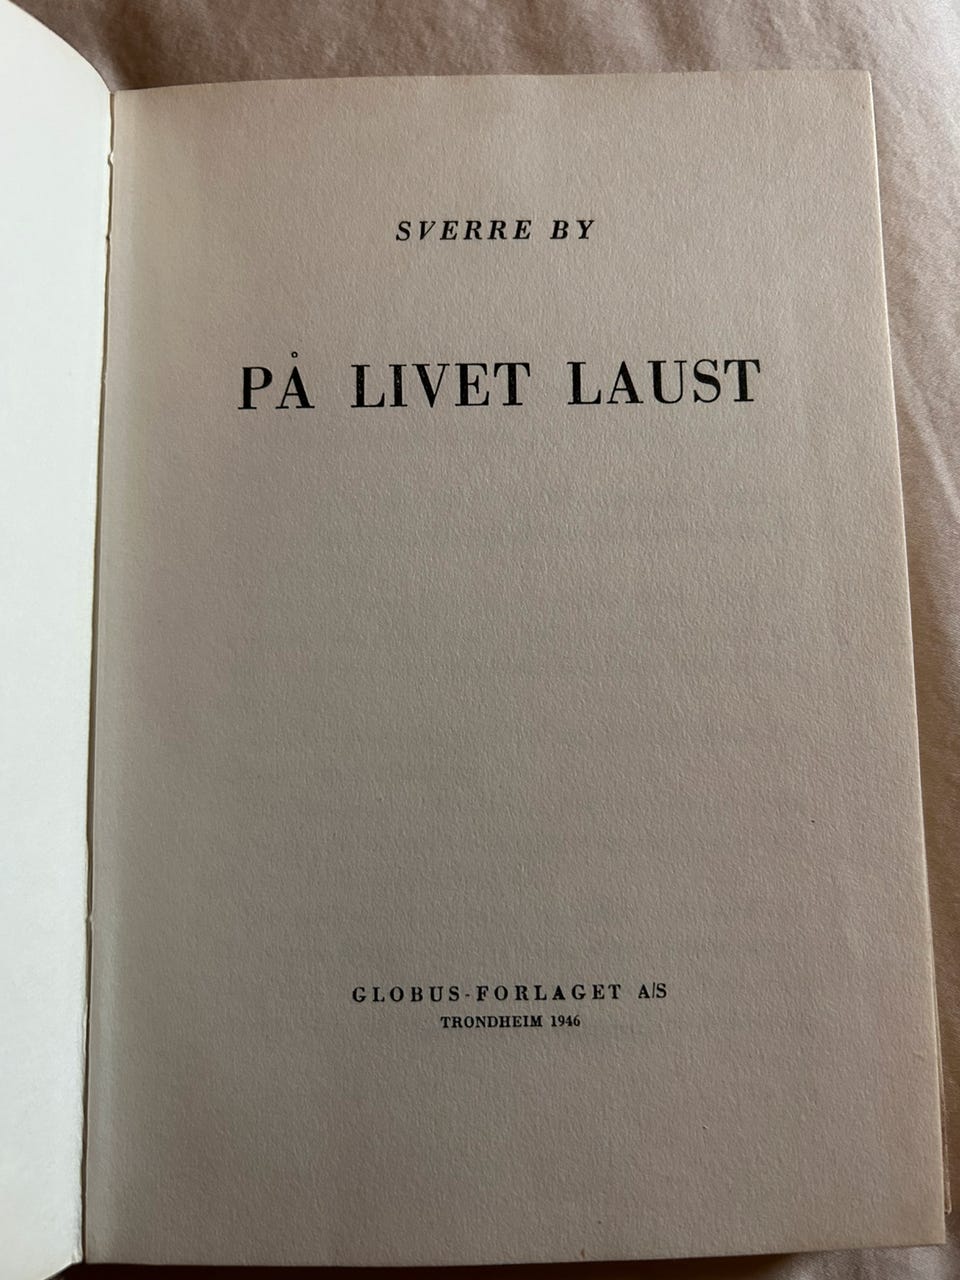 SVERRE BY
PÅ LIVET LAUST
GLOBUS-FORLAGET A/S
TRONDHEIM 1946